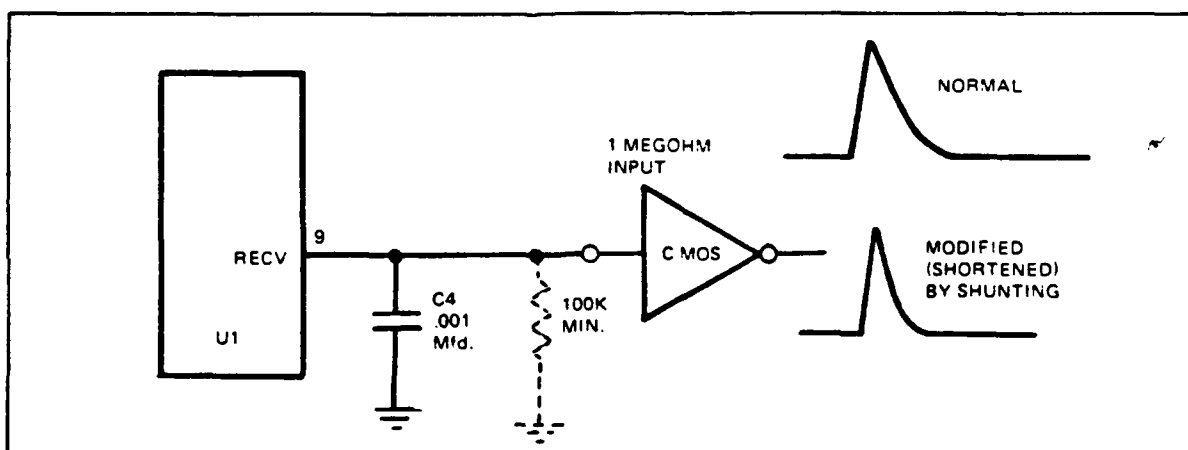 NORMAL
1 MEGOHM
INPUT
9
RECV
C MOS
MODIFIED
(SHORTENED)
BY SHUNTING
C4
.001
Mfd.
100K
MIN.
U1